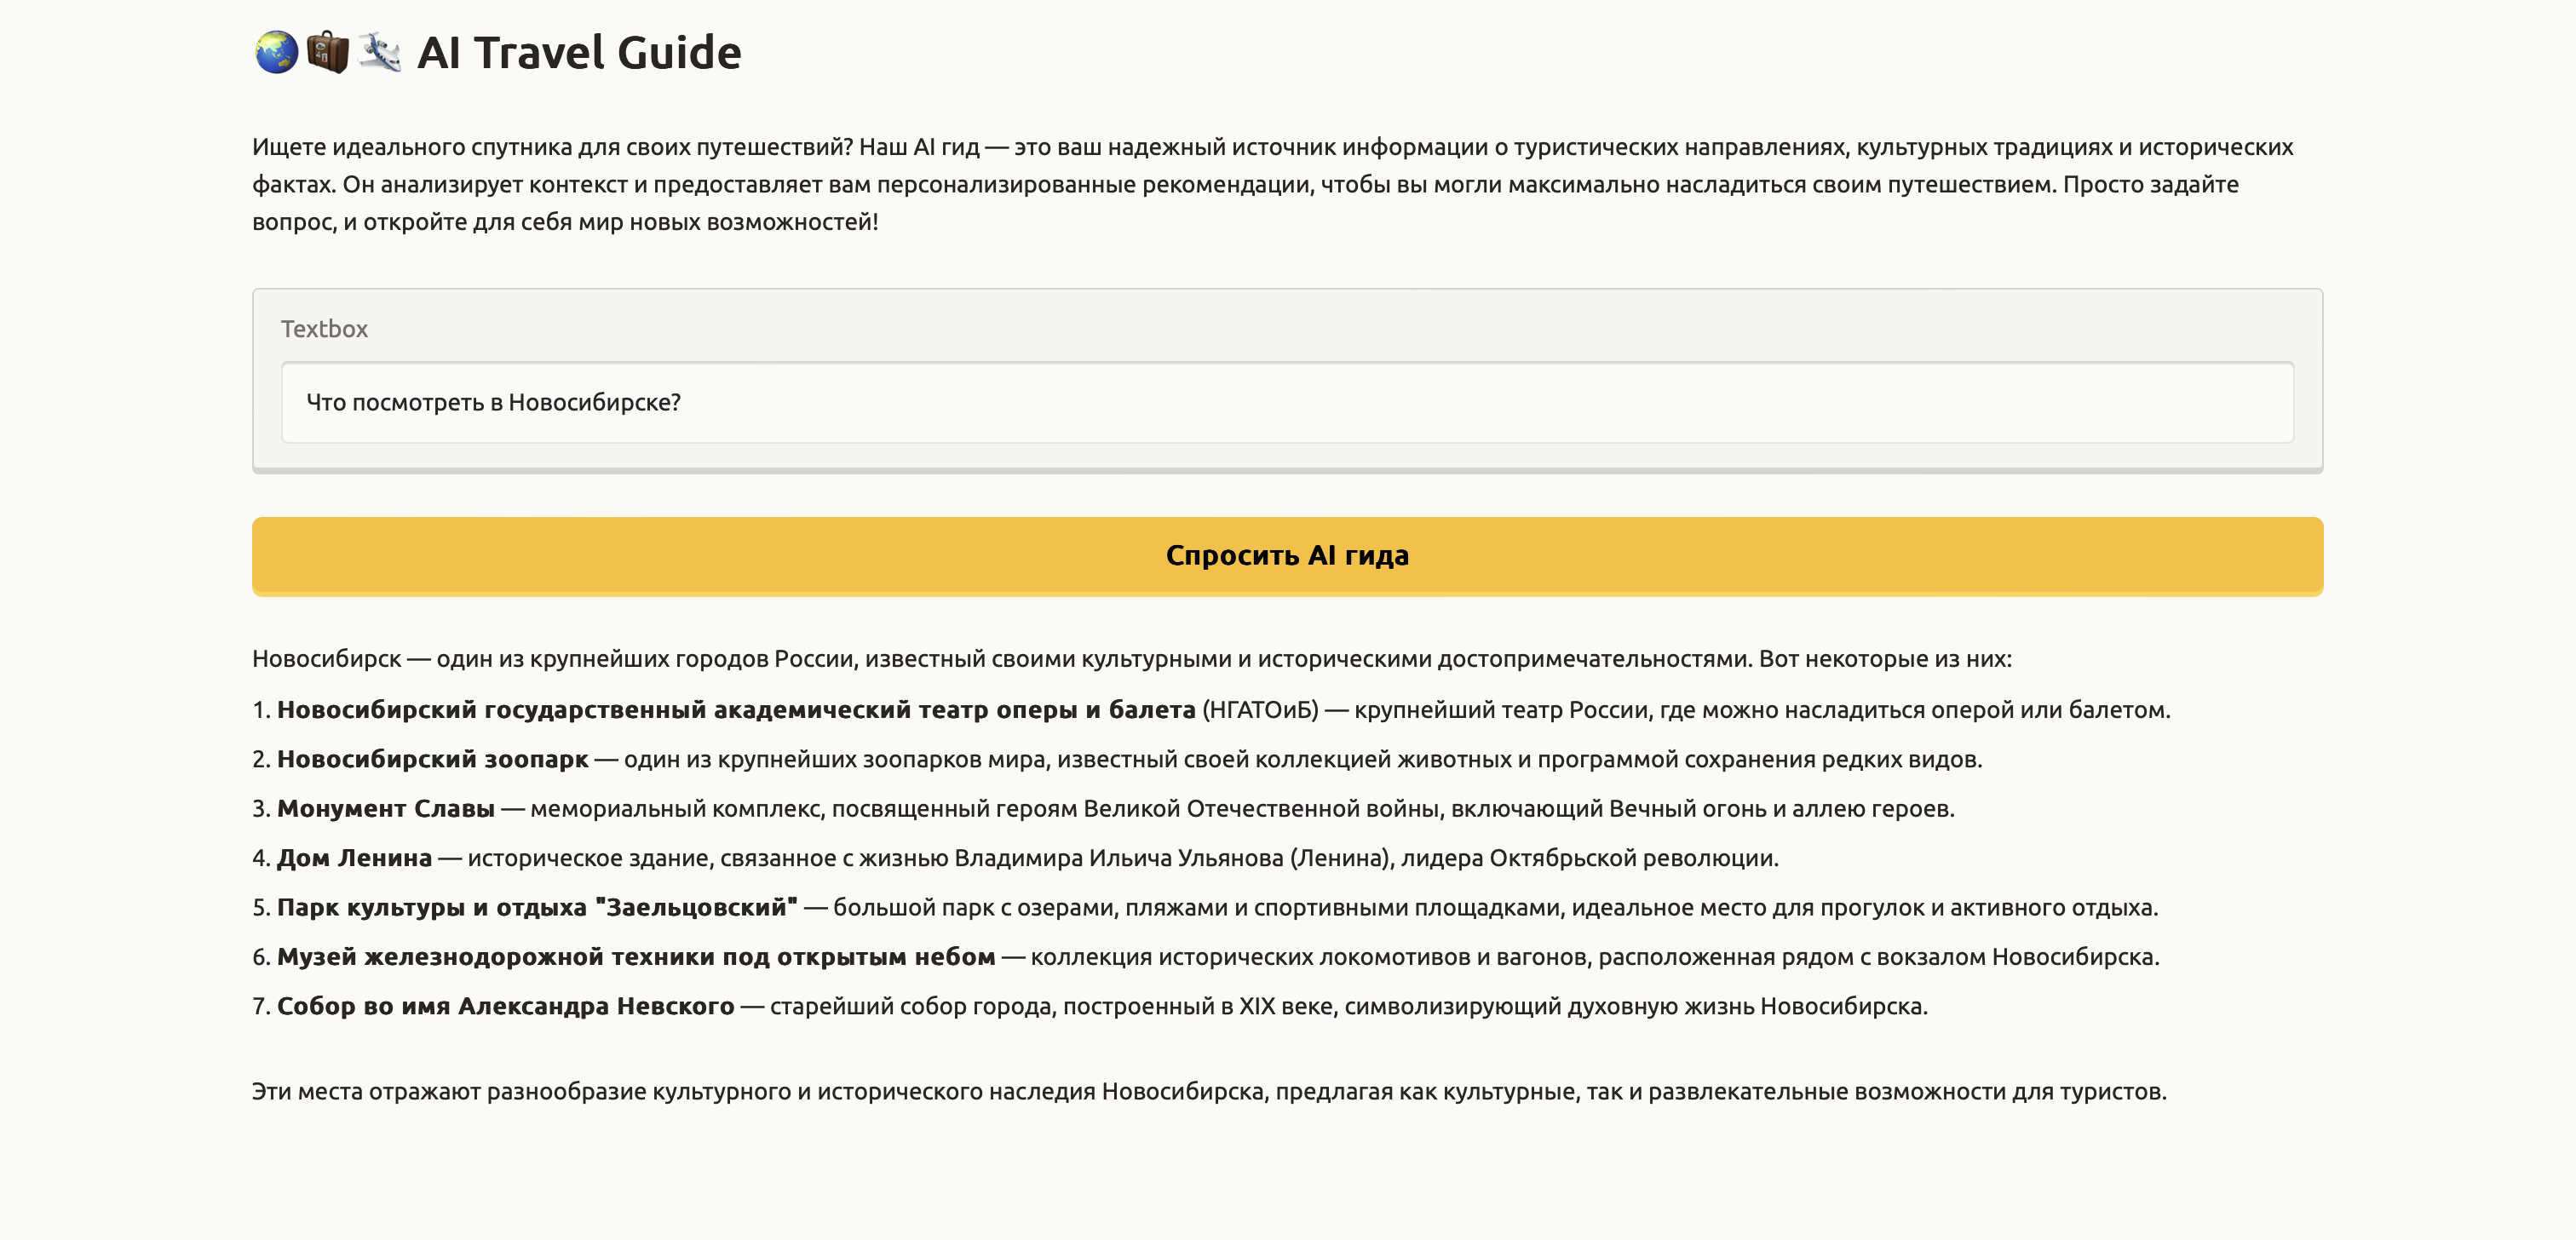 🌏🧳🛩 AI Travel Guide
Ищете идеального спутника для своих путешествий? Наш AI гид — это ваш надежный источник информации о туристических направлениях, культурных традициях и исторических
фактах. Он анализирует контекст и предоставляет вам персонализированные рекомендации, чтобы вы могли максимально насладиться своим путешествием. Просто задайте
вопрос, и откройте для себя мир новых возможностей!
Textbox
Что посмотреть в Новосибирске?
Спросить AI гида
Новосибирск — один из крупнейших городов России, известный своими культурными и историческими достопримечательностями. Вот некоторые из них:
1. Новосибирский государственный академический театр оперы и балета (НГАТОиБ) — крупнейший театр России, где можно насладиться оперой или балетом.
2. Новосибирский зоопарк — один из крупнейших зоопарков мира, известный своей коллекцией животных и программой сохранения редких видов.
3. Монумент Славы — мемориальный комплекс, посвященный героям Великой Отечественной войны, включающий Вечный огонь и аллею героев.
4. Дом Ленина — историческое здание, связанное с жизнью Владимира Ильича Ульянова (Ленина), лидера Октябрьской революции.
5. Парк культуры и отдыха "Заельцовский" — большой парк с озерами, пляжами и спортивными площадками, идеальное место для прогулок и активного отдыха.
6. Музей железнодорожной техники под открытым небом — коллекция исторических локомотивов и вагонов, расположенная рядом с вокзалом Новосибирска.
7. Собор во имя Александра Невского — старейший собор города, построенный в XIX веке, символизирующий духовную жизнь Новосибирска.
Эти места отражают разнообразие культурного и исторического наследия Новосибирска, предлагая как культурные, так и развлекательные возможности для туристов.